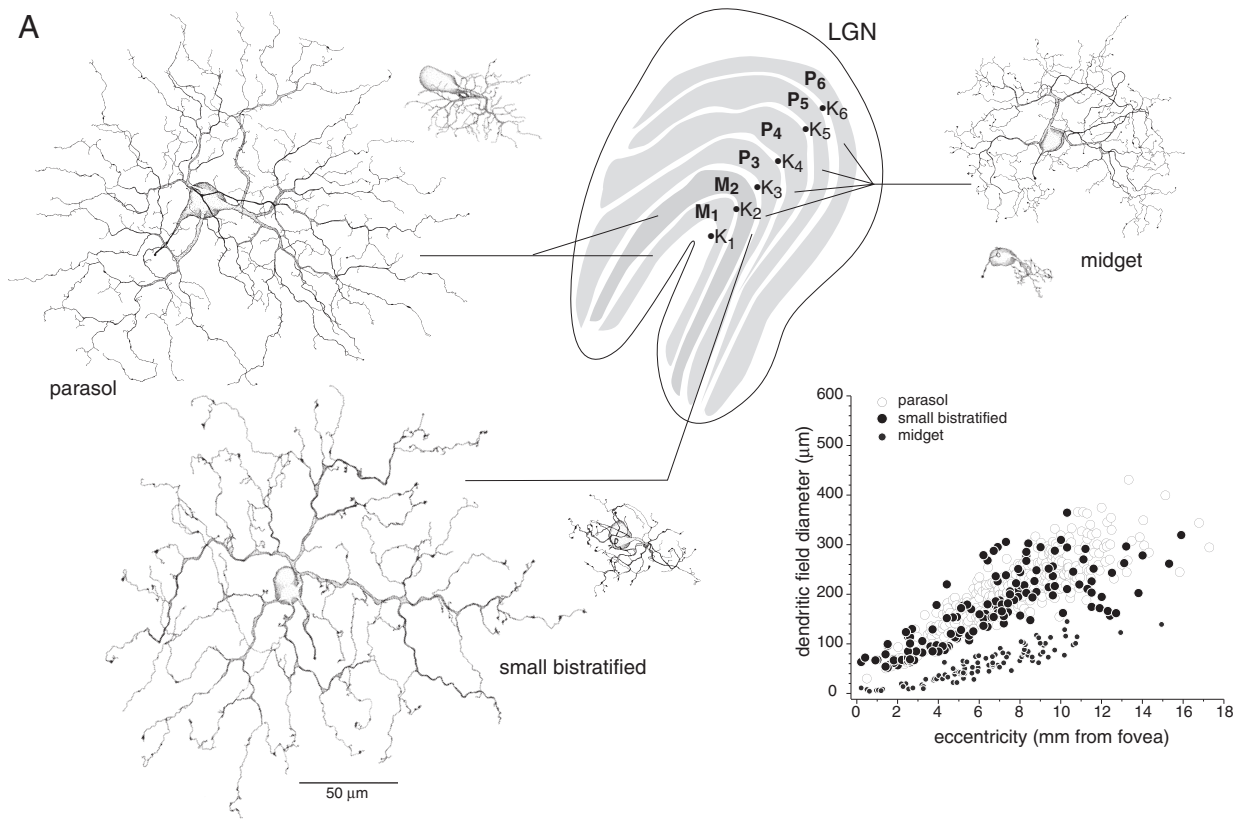 A
LGN
P6
P5
K6
P4
K5
P3
K4
M2
K3
M1
K2
K1
midget
parasol
small bistratified
50 μm
600
500
400
300
200
100
0
dendritic field diameter (μm)
parasol
small bistratified
midget
0 2 4 6 8 10 12 14 16 18
eccentricity (mm from fovea)